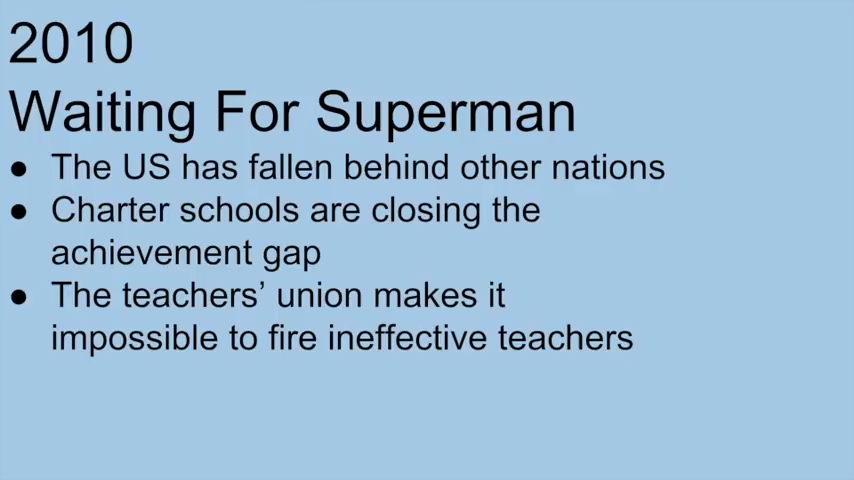 2010
Waiting For Superman
● The US has fallen behind other nations
● Charter schools are closing the
achievement gap
● The teachers’ union makes it
impossible to fire ineffective teachers